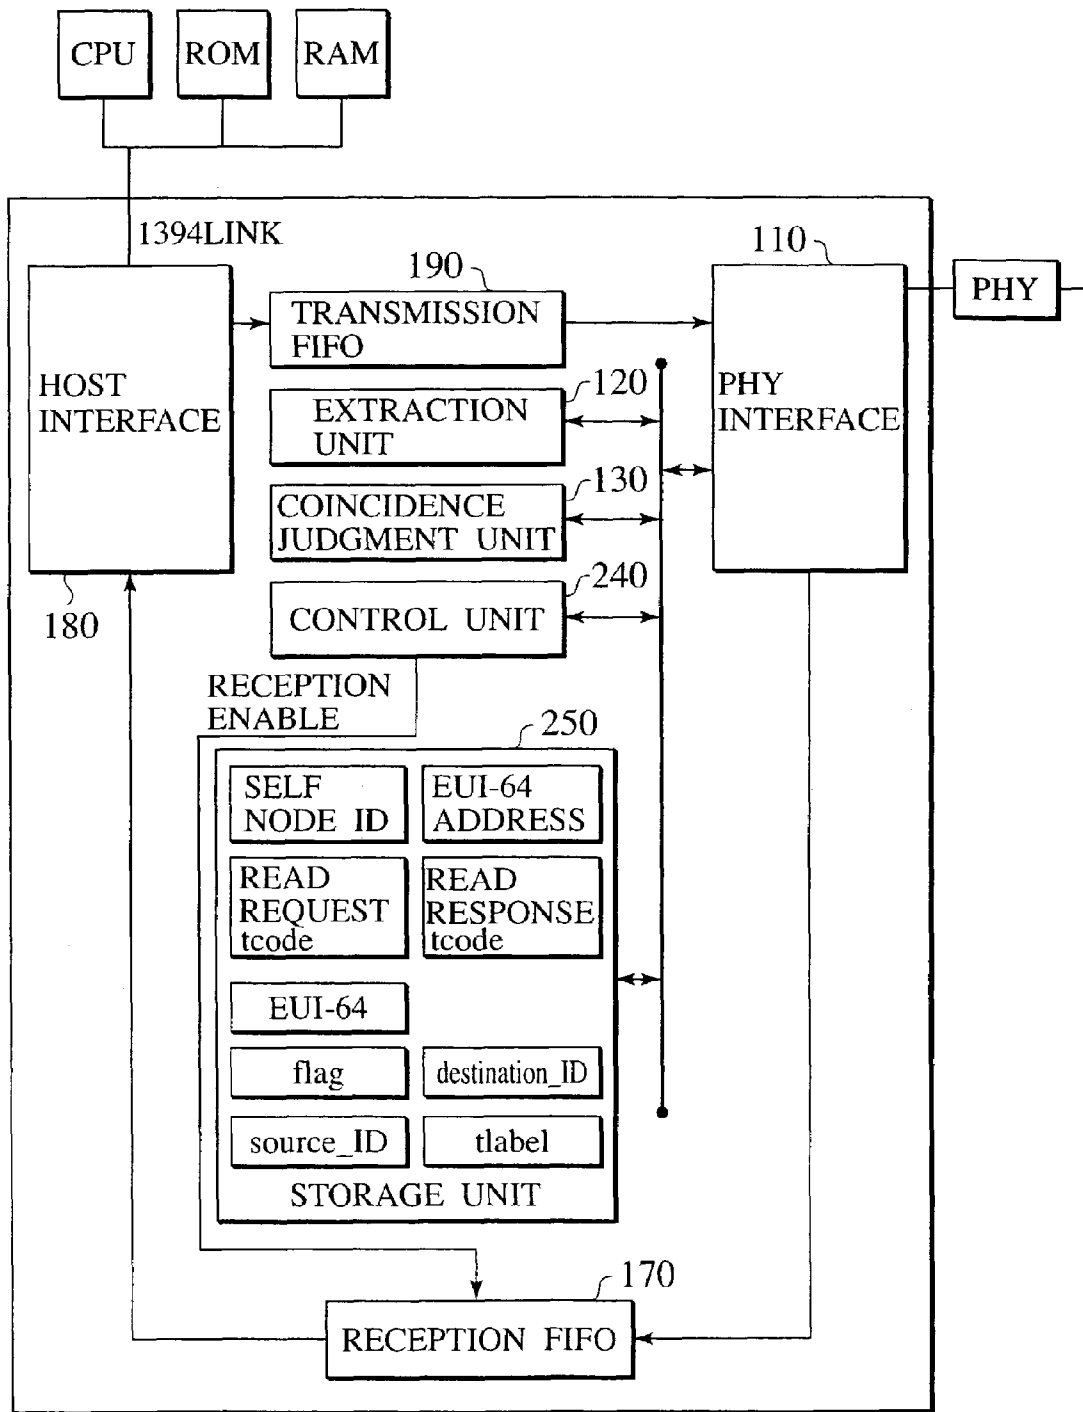 CPU
ROM
RAM
1394LINK
190
110
TRANSMISSION
FIFO
PHY
HOST
INTERFACE
120
EXTRACTION
UNIT
PHY
INTERFACE
130
COINCIDENCE
JUDGMENT UNIT
180
240
CONTROL UNIT
RECEPTION
ENABLE
250
SELF
NODE ID
EUI-64
ADDRESS
READ
REQUEST
tcode
READ
RESPONSE
tcode
EUI-64
flag
destination_ID
source_ID
tlabel
STORAGE UNIT
170
RECEPTION FIFO